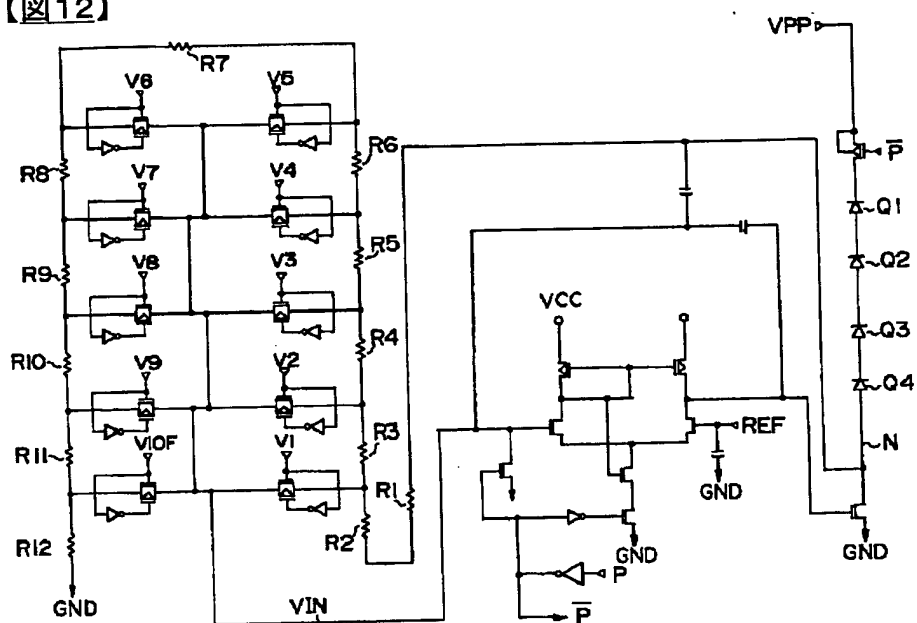 【図12】
VPP
R7
V6
V5
P̅
R8
R6
Q1
V7
V4
Q2
R9
R5
V8
V3
VCC
Q3
R10
R4
Q4
V9
V2
REF
N
R11
R3
V10F
V1
R1
GND
R12
R2
GND
GND
P
GND
VIN
P̅